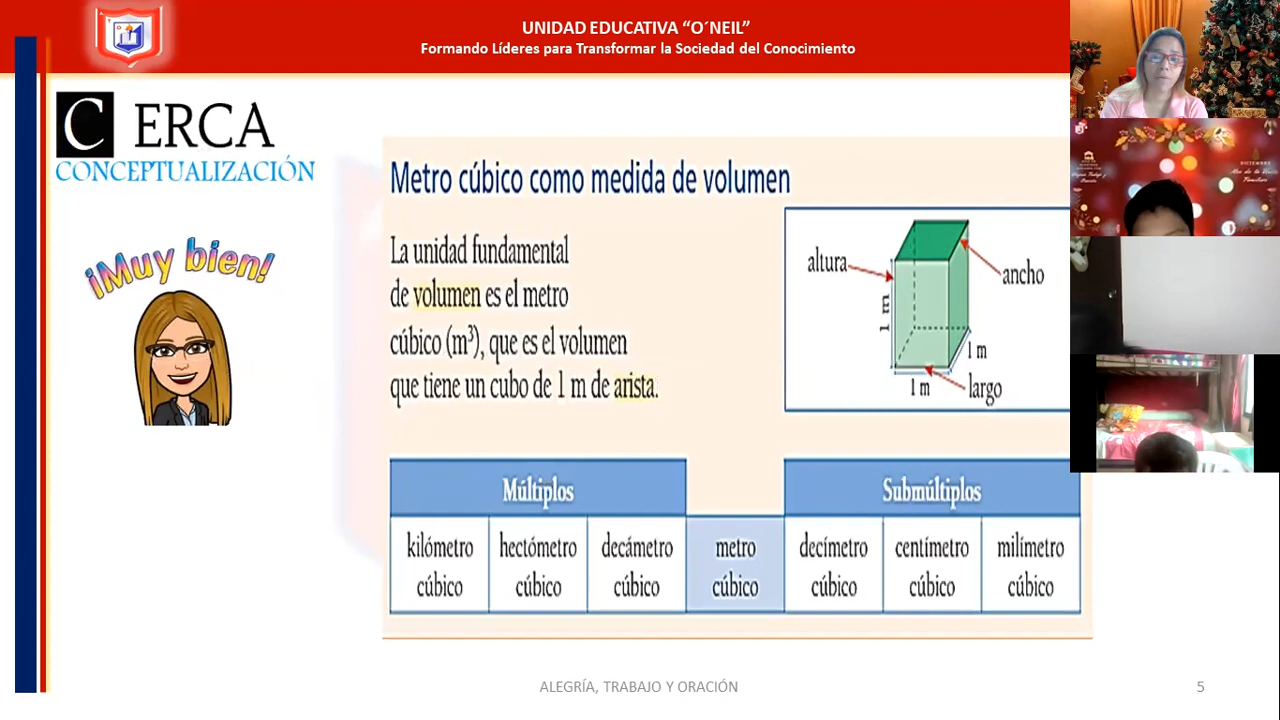 UNIDAD EDUCATIVA “O´NEIL”
Formando Líderes para Transformar la Sociedad del Conocimiento
C ERCA
CONCEPTUALIZACIÓN
¡Muy bien!
Metro cúbico como medida de volumen
La unidad fundamental
de volumen es el metro
cúbico (m³), que es el volumen
que tiene un cubo de 1 m de arista.
altura
ancho
1 m
1 m
1 m
largo
Múltiplos
Submúltiplos
kilómetro cúbico
hectómetro cúbico
decámetro cúbico
metro cúbico
decímetro cúbico
centímetro cúbico
milímetro cúbico
ALEGRÍA, TRABAJO Y ORACIÓN
5